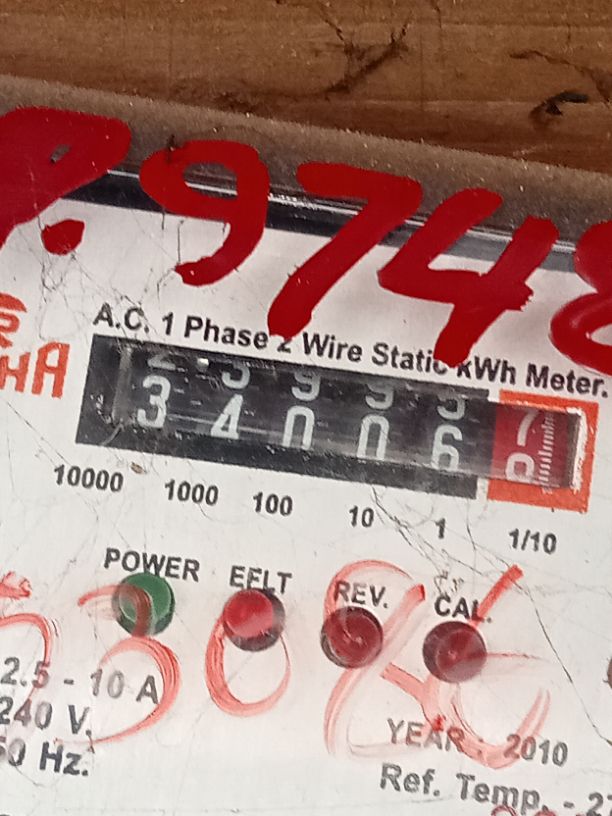 9748
A.C. 1 Phase 2 Wire Static kWh Meter.
HA
3 4 0 0 6
10000 1000 100 10 1 1/10
POWER EFLT REV. CAL.
2.5 - 10 A
240 V.
50 Hz.
YEAR : 2010
Ref. Temp. - 27